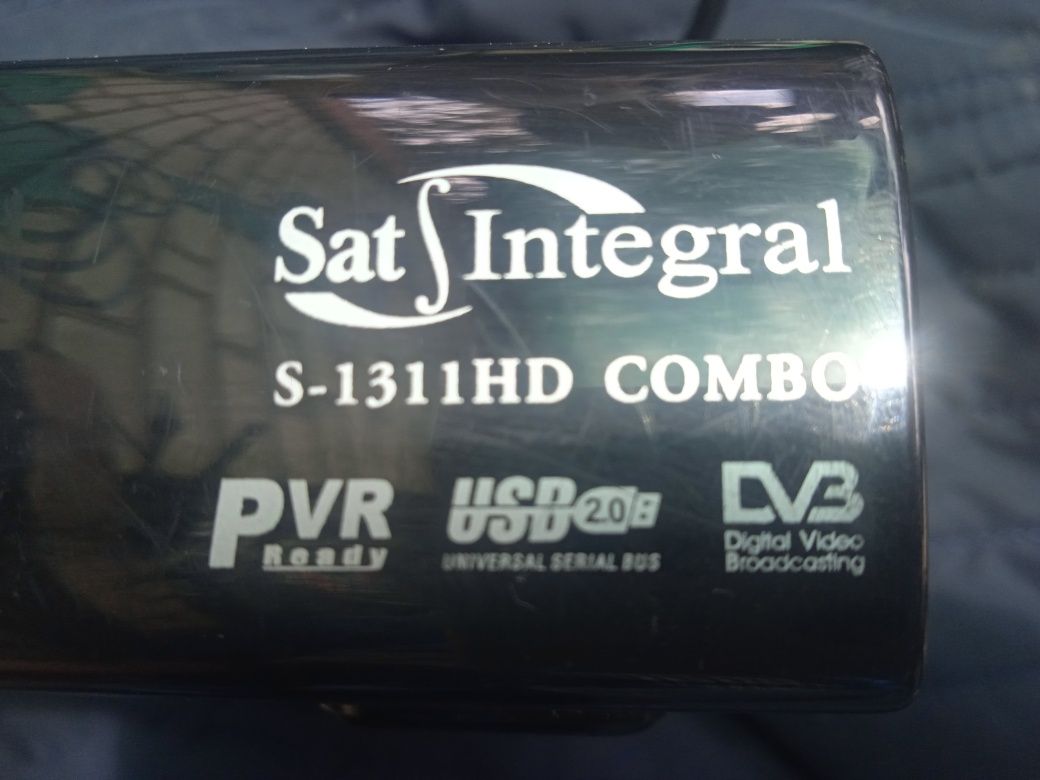 Sat Integral
S-1311HD COMBO
PVR
Ready
USB 2.0
UNIVERSAL SERIAL BUS
DVB
Digital Video
Broadcasting